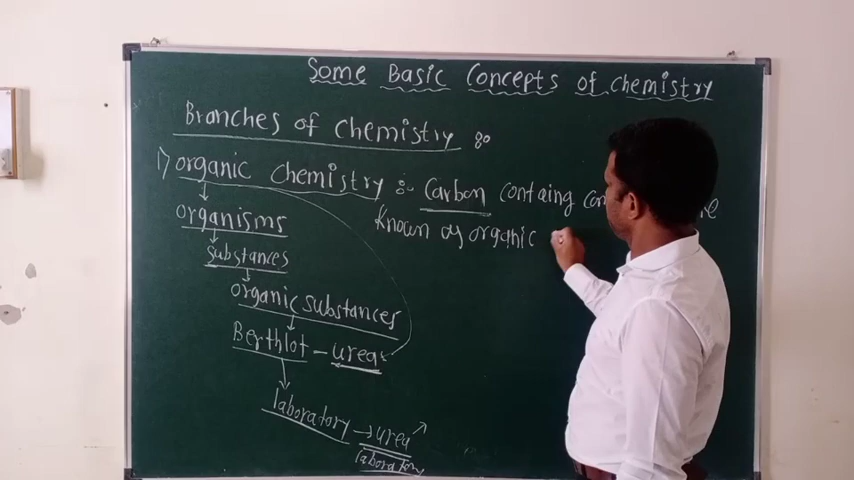 Some Basic Concepts of chemistry
Branches of chemistry :-
1) organic chemistry :- Carbon containg
Known as organic
organisms
substances
organic substances
Berthlot - urea
laboratory → urea
laboratory